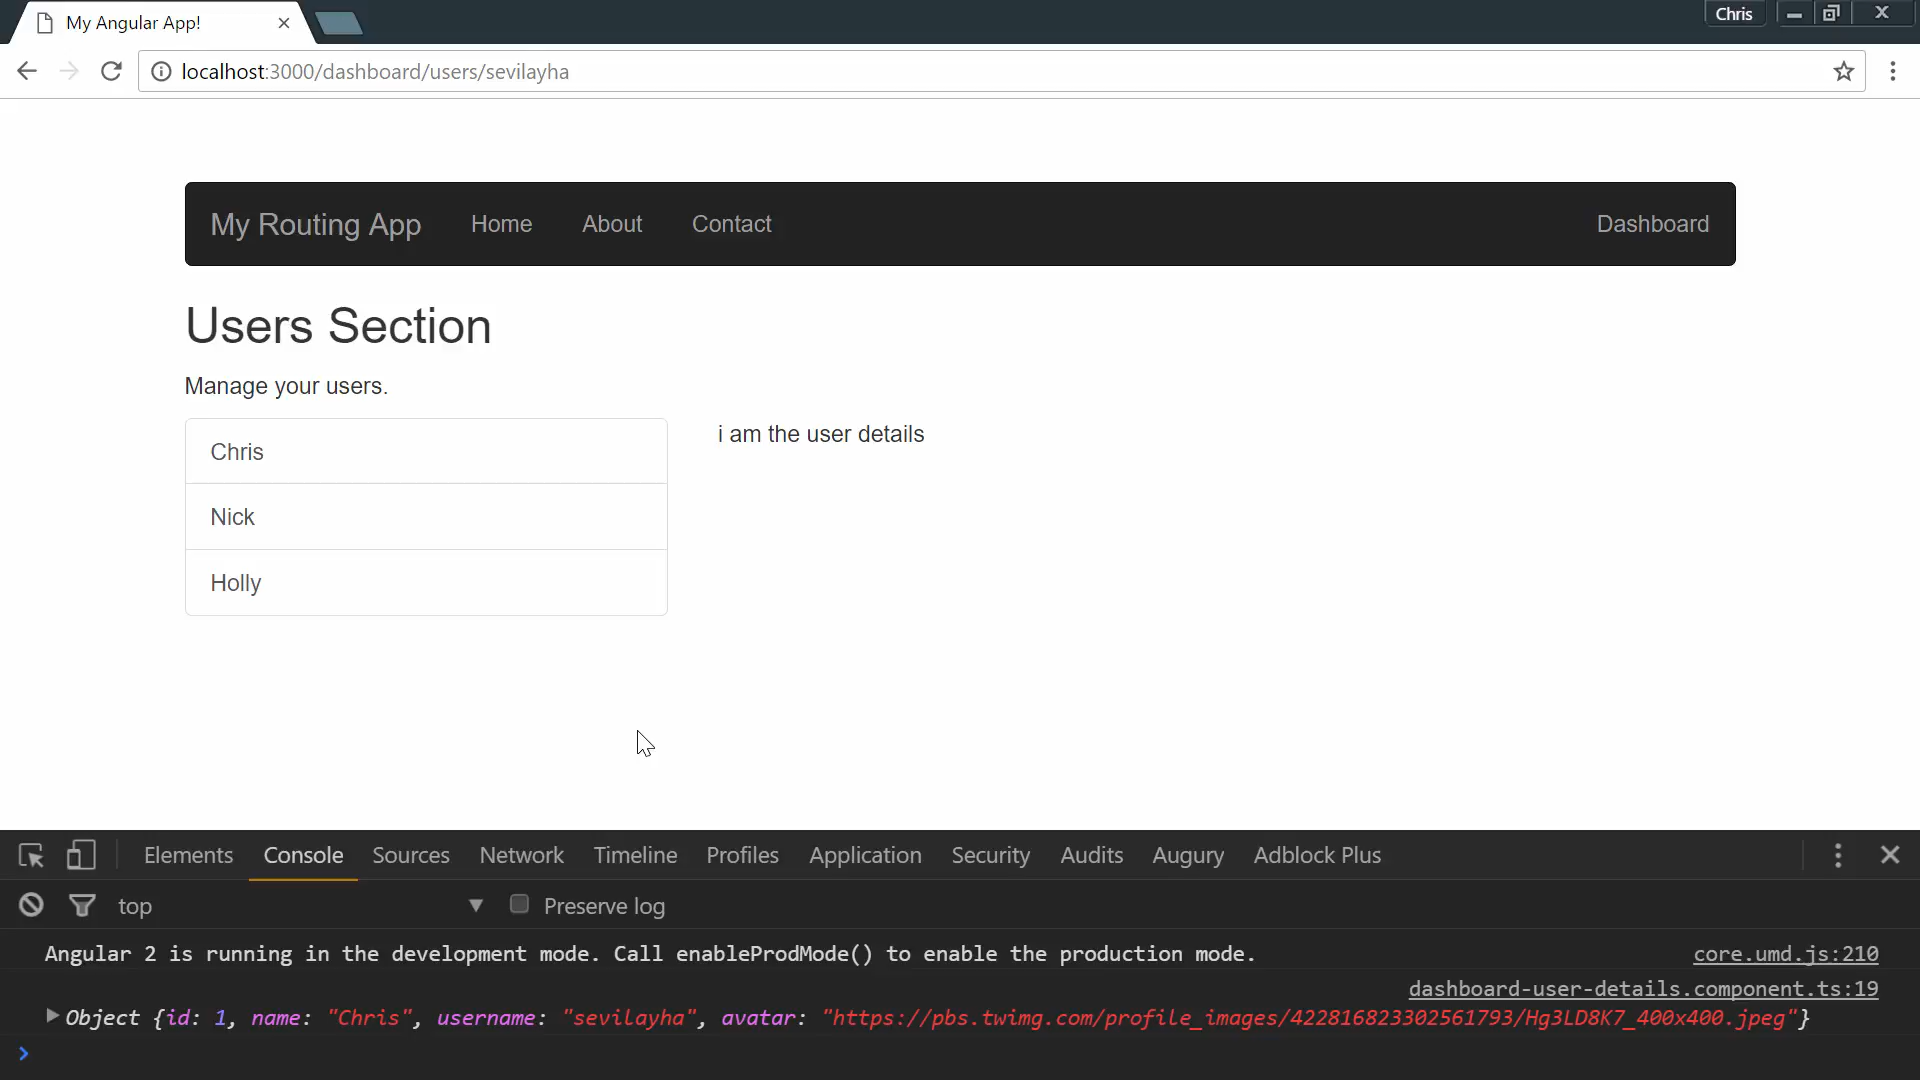 My Angular App!
Chris
localhost:3000/dashboard/users/sevilayha
My Routing App Home About Contact Dashboard
Users Section
Manage your users.
Chris
Nick
Holly
i am the user details
Elements Console Sources Network Timeline Profiles Application Security Audits Augury Adblock Plus
top Preserve log
Angular 2 is running in the development mode. Call enableProdMode() to enable the production mode. core.umd.js:210
dashboard-user-details.component.ts:19
Object {id: 1, name: "Chris", username: "sevilayha", avatar: "https://pbs.twimg.com/profile_images/422816823302561793/Hg3LD8K7_400x400.jpeg"}